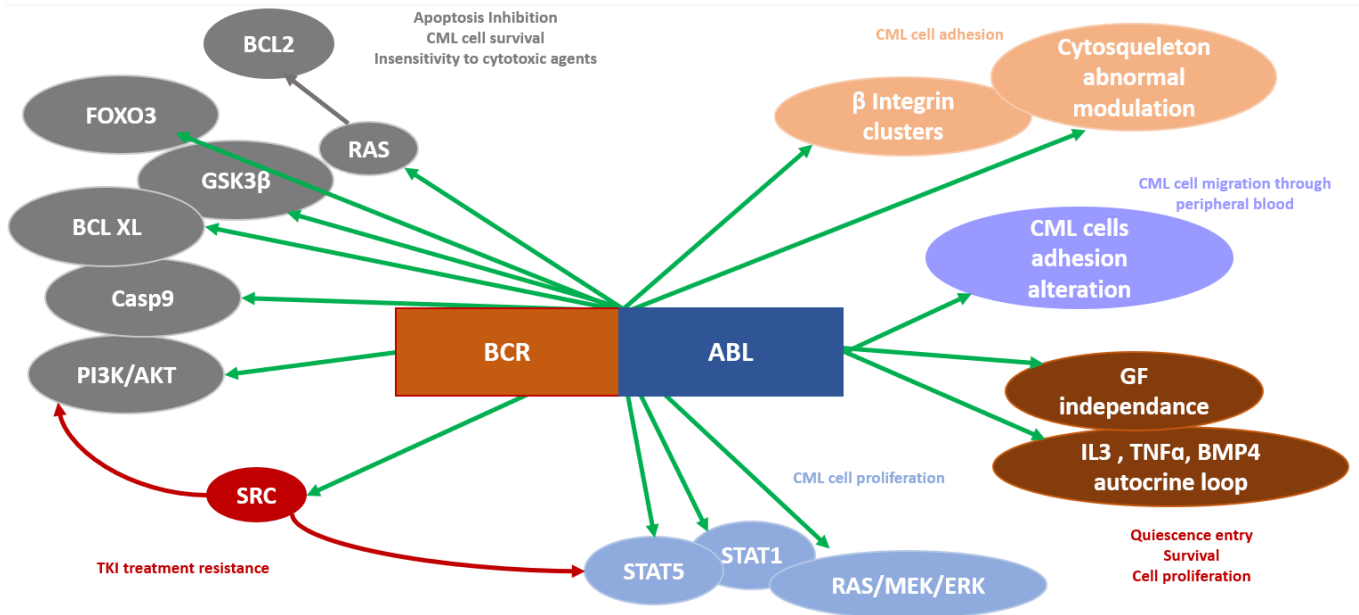 Apoptosis Inhibition
CML cell survival
Insensitivity to cytotoxic agents
BCL2
FOXO3
RAS
GSK3β
BCL XL
Casp9
PI3K/AKT
CML cell adhesion
Cytosqueleton
abnormal
modulation
β Integrin
clusters
CML cell migration through
peripheral blood
CML cells
adhesion
alteration
BCR
ABL
GF
independance
IL3 , TNFα, BMP4
autocrine loop
Quiescence entry
Survival
Cell proliferation
CML cell proliferation
SRC
TKI treatment resistance
STAT5
STAT1
RAS/MEK/ERK